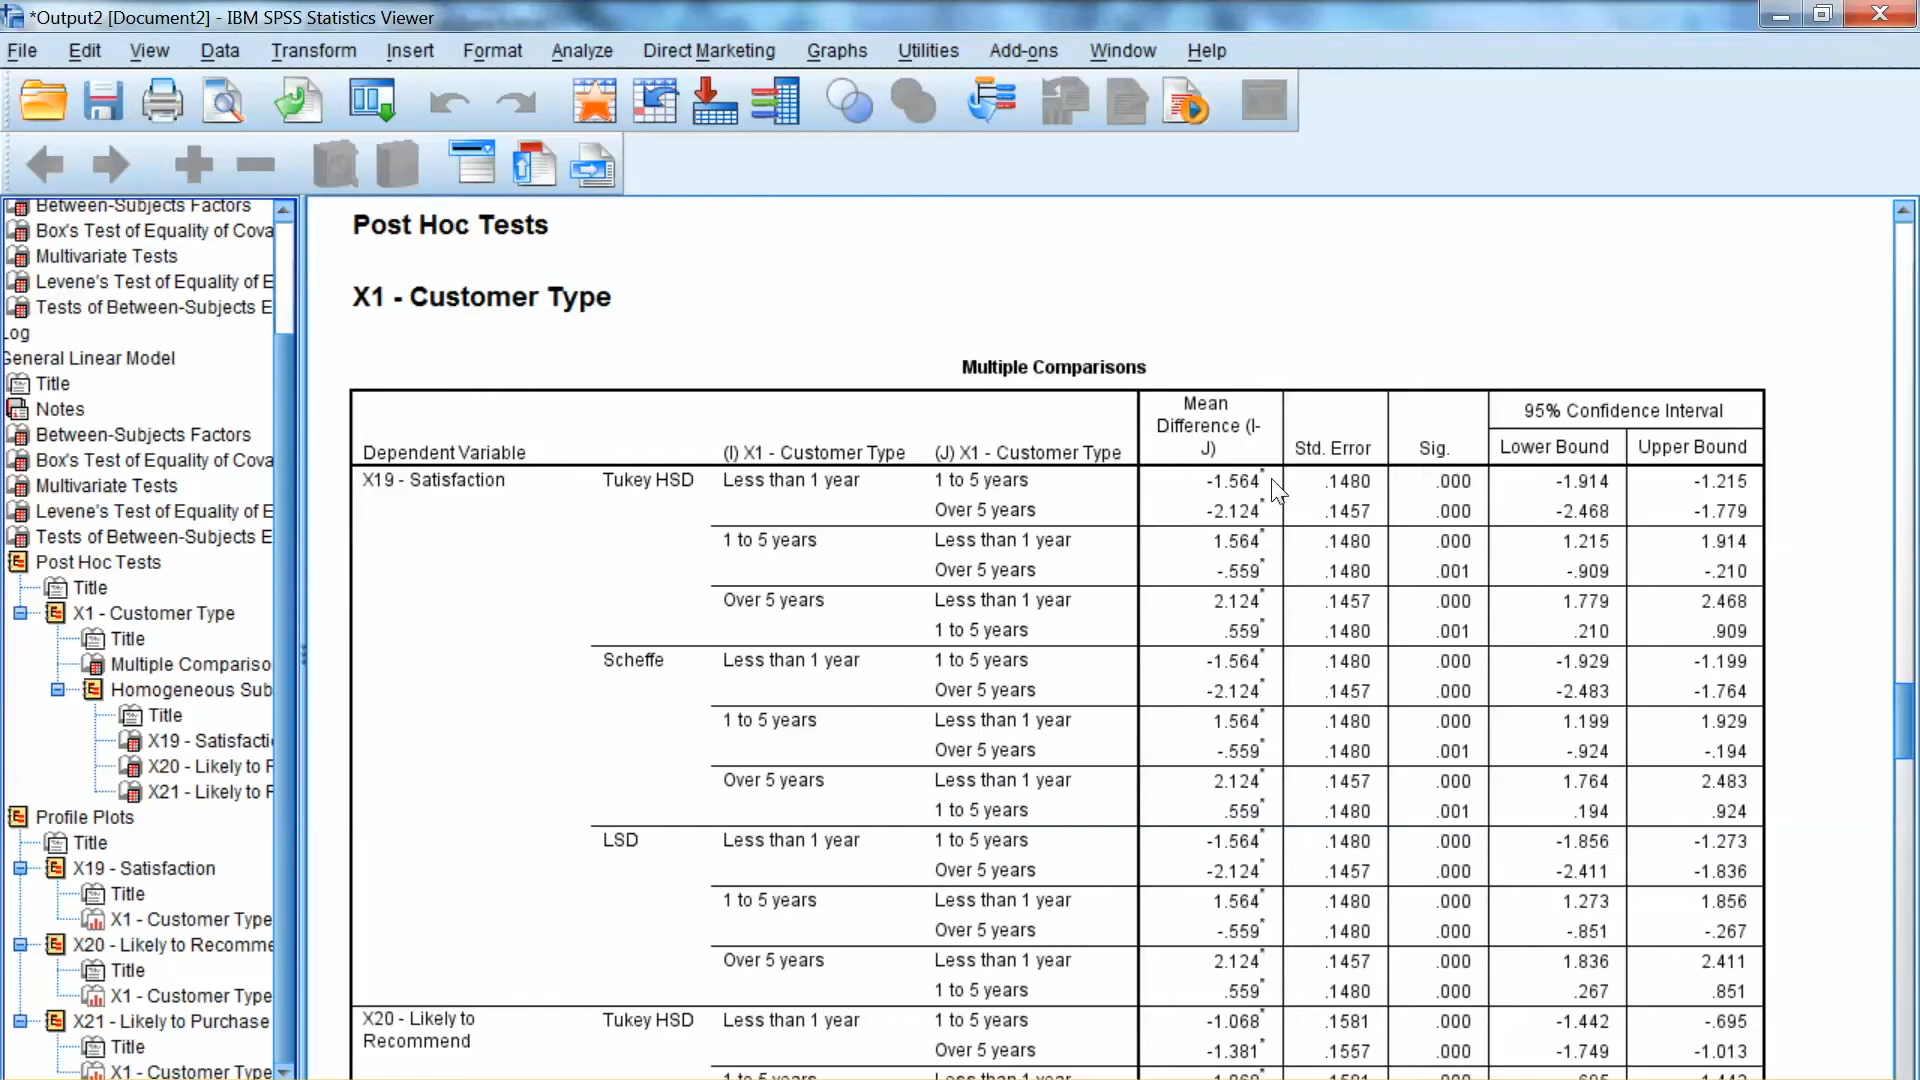 *Output2 [Document2] - IBM SPSS Statistics Viewer
File Edit View Data Transform Insert Format Analyze Direct Marketing Graphs Utilities Add-ons Window Help
Between-Subjects Factors
Box's Test of Equality of Cova
Multivariate Tests
Levene's Test of Equality of E
Tests of Between-Subjects E
Log
General Linear Model
Title
Notes
Between-Subjects Factors
Box's Test of Equality of Cova
Multivariate Tests
Levene's Test of Equality of E
Tests of Between-Subjects E
Post Hoc Tests
Title
X1 - Customer Type
Title
Multiple Compariso
Homogeneous Sub
Title
X19 - Satisfacti
X20 - Likely to F
X21 - Likely to F
Profile Plots
Title
X19 - Satisfaction
Title
X1 - Customer Type
X20 - Likely to Recomme
Title
X1 - Customer Type
X21 - Likely to Purchase
Title
X1 - Customer Type
Post Hoc Tests
X1 - Customer Type
Multiple Comparisons
Dependent Variable (I) X1 - Customer Type (J) X1 - Customer Type Mean Difference (I-J) Std. Error Sig. 95% Confidence Interval
Lower Bound Upper Bound
X19 - Satisfaction Tukey HSD Less than 1 year 1 to 5 years -1.564* .1480 .000 -1.914 -1.215
Over 5 years -2.124* .1457 .000 -2.468 -1.779
1 to 5 years Less than 1 year 1.564* .1480 .000 1.215 1.914
Over 5 years -.559* .1480 .001 -.909 -.210
Over 5 years Less than 1 year 2.124* .1457 .000 1.779 2.468
1 to 5 years .559* .1480 .001 .210 .909
Scheffe Less than 1 year 1 to 5 years -1.564* .1480 .000 -1.929 -1.199
Over 5 years -2.124* .1457 .000 -2.483 -1.764
1 to 5 years Less than 1 year 1.564* .1480 .000 1.199 1.929
Over 5 years -.559* .1480 .001 -.924 -.194
Over 5 years Less than 1 year 2.124* .1457 .000 1.764 2.483
1 to 5 years .559* .1480 .001 .194 .924
LSD Less than 1 year 1 to 5 years -1.564* .1480 .000 -1.856 -1.273
Over 5 years -2.124* .1457 .000 -2.411 -1.836
1 to 5 years Less than 1 year 1.564* .1480 .000 1.273 1.856
Over 5 years -.559* .1480 .000 -.851 -.267
Over 5 years Less than 1 year 2.124* .1457 .000 1.836 2.411
1 to 5 years .559* .1480 .000 .267 .851
X20 - Likely to Recommend Tukey HSD Less than 1 year 1 to 5 years -1.068* .1581 .000 -1.442 -.695
Over 5 years -1.381* .1557 .000 -1.749 -1.013